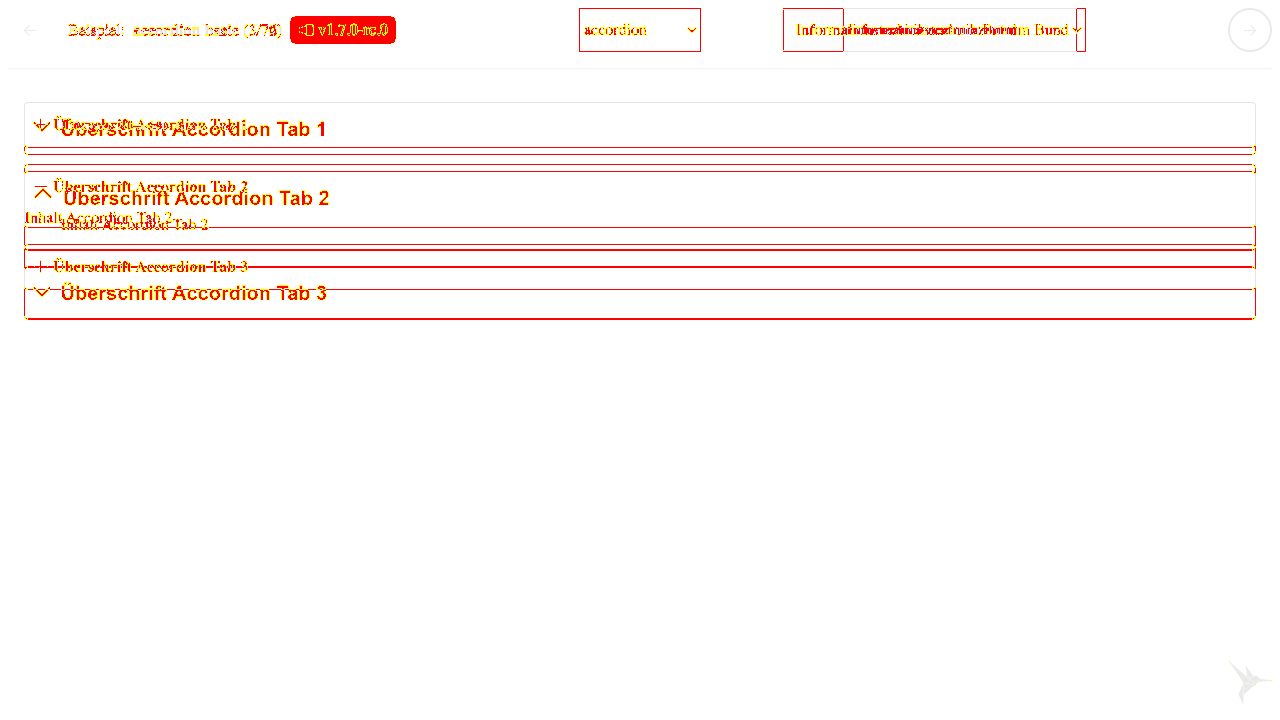 Beispiel: accordion basic (3/76) v1.7.0-rc.0
accordion
Bund
Überschrift Accordion Tab 1
Überschrift Accordion Tab 1
Überschrift Accordion Tab 2
Überschrift Accordion Tab 2
Inhalt Accordion Tab 2
Inhalt Accordion Tab 2
Überschrift Accordion Tab 3
Überschrift Accordion Tab 3